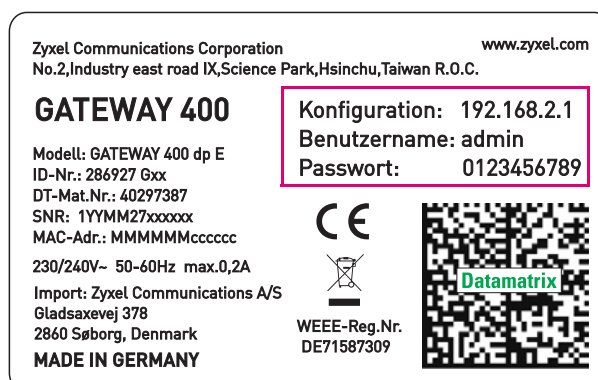 Zyxel Communications Corporation
www.zyxel.com
No.2,Industry east road IX,Science Park,Hsinchu,Taiwan R.O.C.
GATEWAY 400
Modell: GATEWAY 400 dp E
ID-Nr.: 286927 Gxx
DT-Mat.Nr.: 40297387
SNR: 1YYMM27xxxxxx
MAC-Adr.: MMMMMMcccccc
230/240V~ 50-60Hz max.0,2A
Import: Zyxel Communications A/S
Gladsaxevej 378
2860 Søborg, Denmark
MADE IN GERMANY
Konfiguration: 192.168.2.1
Benutzername: admin
Passwort: 0123456789
CE
WEEE-Reg.Nr.
DE71587309
Datamatrix